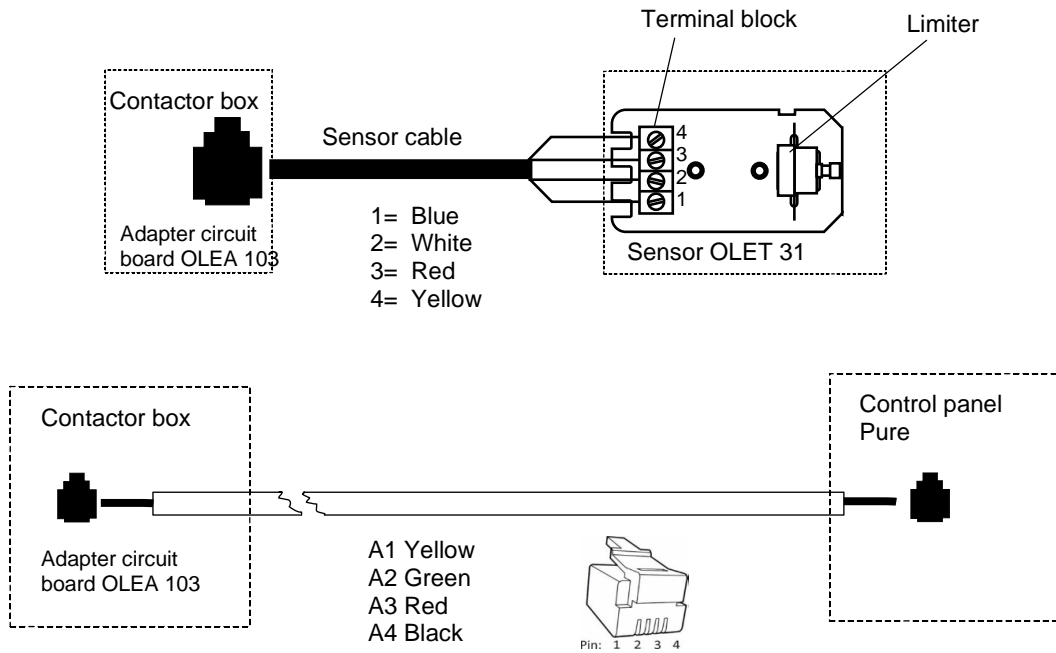 Terminal block
Limiter
Contactor box
Sensor cable
4
3
2
1
Adapter circuit
board OLEA 103
1= Blue
2= White
3= Red
4= Yellow
Sensor OLET 31
Contactor box
Control panel
Pure
Adapter circuit
board OLEA 103
A1 Yellow
A2 Green
A3 Red
A4 Black
Pin: 1 2 3 4